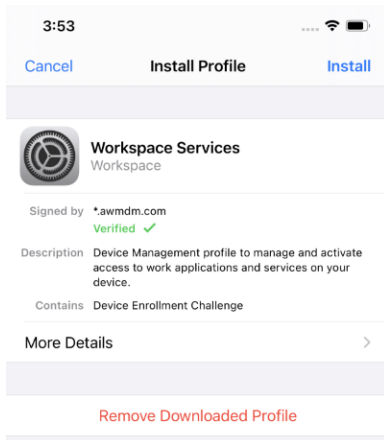 3:53
Cancel Install Profile Install
Workspace Services
Workspace
Signed by *.awmdm.com
Verified ✓
Description Device Management profile to manage and activate
access to work applications and services on your
device.
Contains Device Enrollment Challenge
More Details
Remove Downloaded Profile